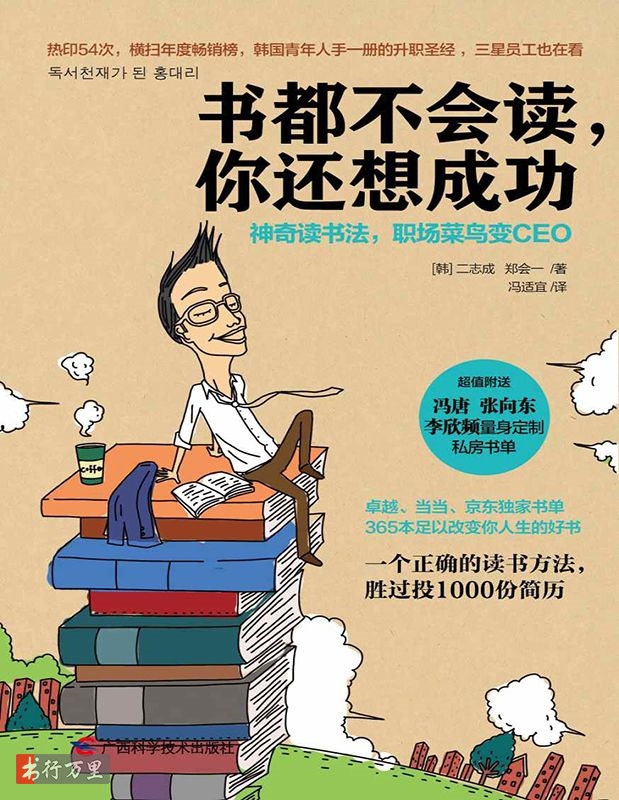 热印54次，横扫年度畅销榜，韩国青年人手一册的升职圣经，三星员工也在看
독서천재가 된 홍대리
书都不会读，
你还想成功
神奇读书法，职场菜鸟变CEO
[韩] 二志成 郑会一 /著
冯适宜 /译
超值附送
冯唐 张向东
李欣频量身定制
私房书单
卓越、当当、京东独家书单
365本足以改变你人生的好书
一个正确的读书方法，
胜过投1000份简历
广西科学技术出版社
书行万里